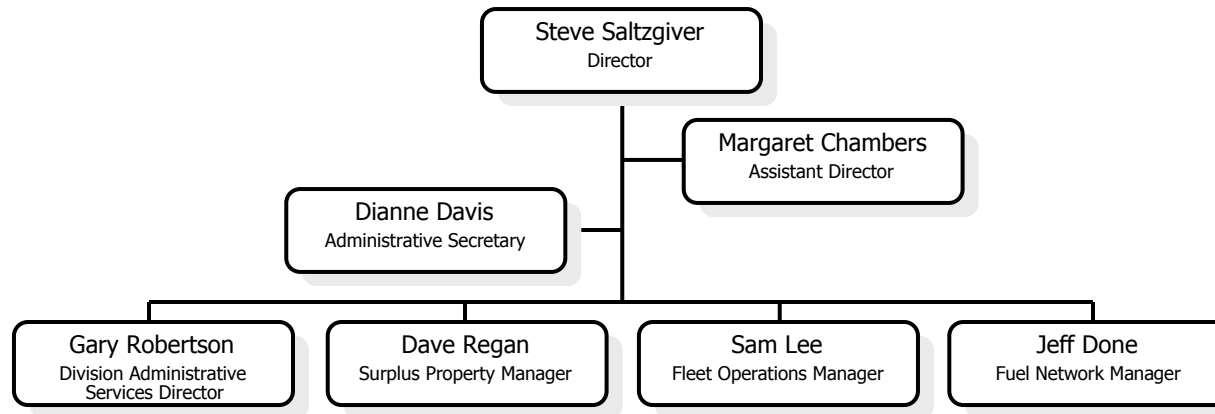 Steve Saltzgiver
Director
Margaret Chambers
Assistant Director
Dianne Davis
Administrative Secretary
Gary Robertson
Division Administrative
Services Director
Dave Regan
Surplus Property Manager
Sam Lee
Fleet Operations Manager
Jeff Done
Fuel Network Manager